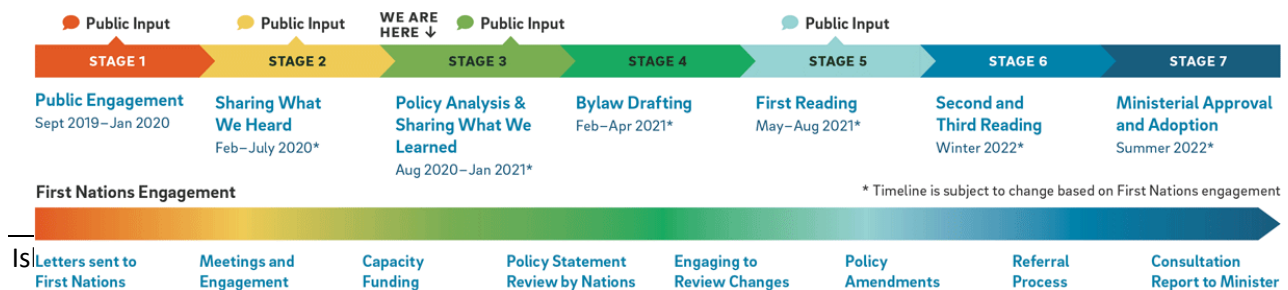 Public Input
Public Input
WE ARE
HERE ↓
Public Input
Public Input
STAGE 1
STAGE 2
STAGE 3
STAGE 4
STAGE 5
STAGE 6
STAGE 7
Public Engagement
Sept 2019–Jan 2020
Sharing What
We Heard
Feb–July 2020*
Policy Analysis &
Sharing What We
Learned
Aug 2020–Jan 2021*
Bylaw Drafting
Feb–Apr 2021*
First Reading
May–Aug 2021*
Second and
Third Reading
Winter 2022*
Ministerial Approval
and Adoption
Summer 2022*
First Nations Engagement
* Timeline is subject to change based on First Nations engagement
Letters sent to
First Nations
Meetings and
Engagement
Capacity
Funding
Policy Statement
Review by Nations
Engaging to
Review Changes
Policy
Amendments
Referral
Process
Consultation
Report to Minister